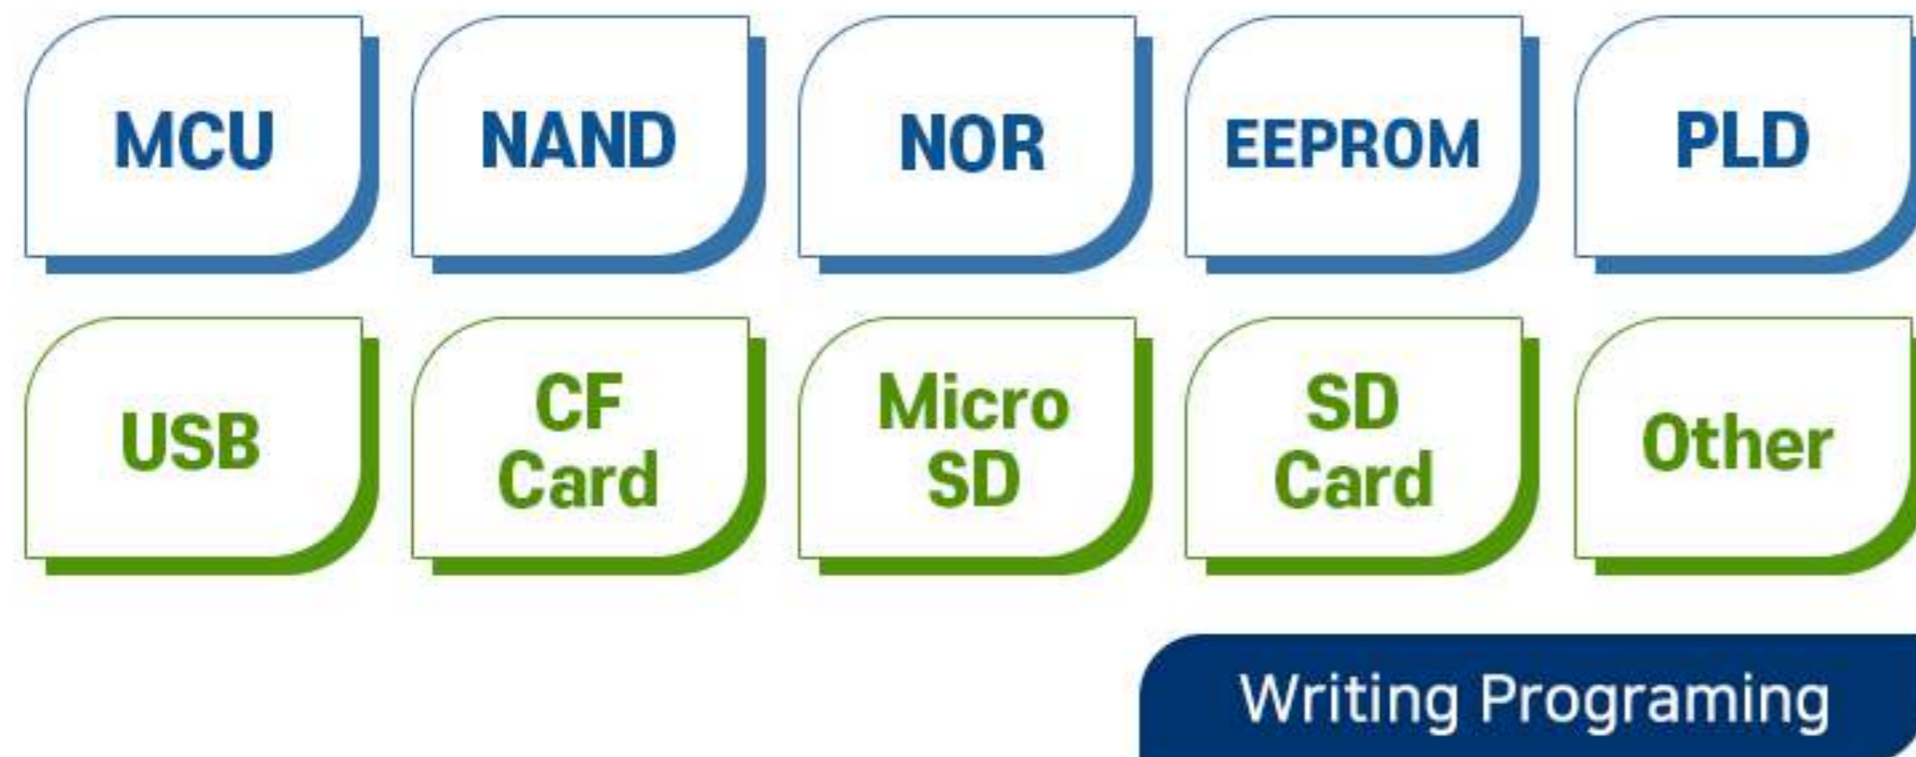 MCU
NAND
NOR
EEPROM
PLD
USB
CF
Card
Micro
SD
SD
Card
Other
Writing Programing